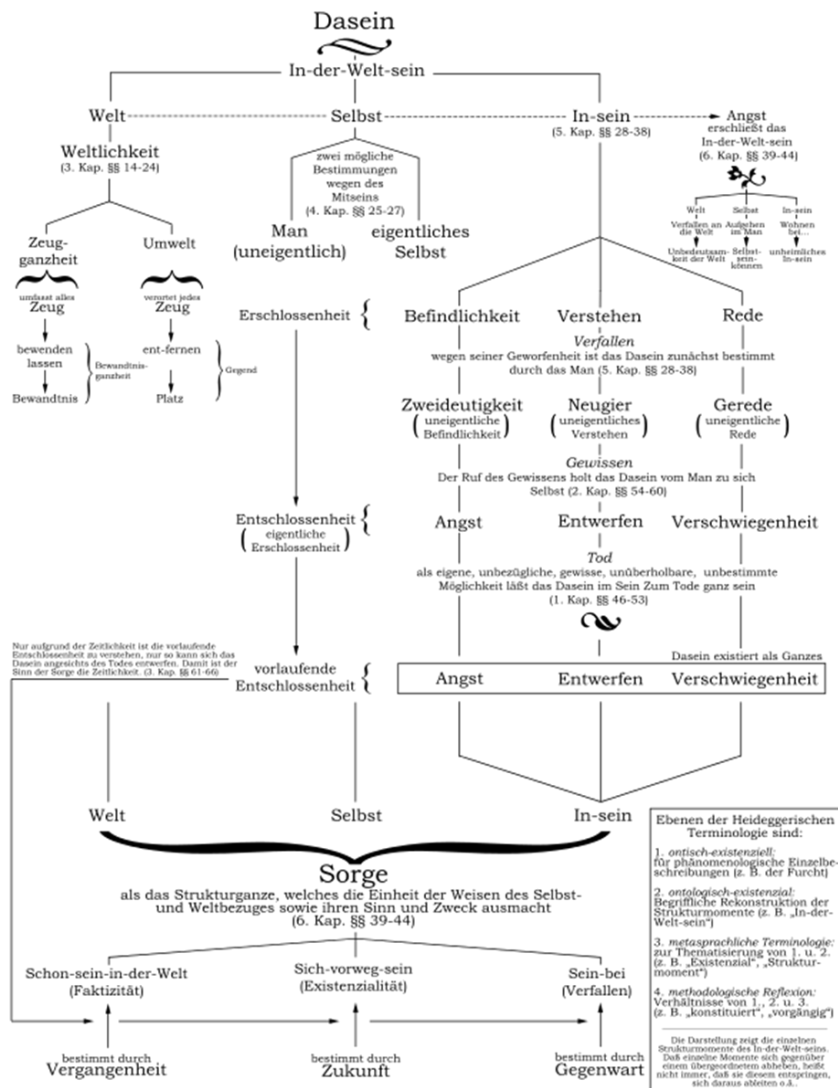 Dasein
In-der-Welt-sein
Welt
Selbst
In-sein
(5. Kap. §§ 28-38)
Angst
erschließt das
In-der-Welt-sein
(6. Kap. §§ 39-44)
Weltlichkeit
(3. Kap. §§ 14-24)
zwei mögliche
Bestimmungen
wegen des
Mitseins
(4. Kap. §§ 25-27)
Welt
Selbst
In-sein
Verfallen an
die Welt
Aufgehen
im Man
Wohnen
bei...
Unbedeutsam-
keit der Welt
Selbst-
sein-
können
unheimliches
In-sein
Zeug-
ganzheit
Umwelt
Man
(uneigentlich)
eigentliches
Selbst
umfasst alles
Zeug
verortet jedes
Zeug
bewenden
lassen
Bewandtnis
Bewandtnis-
ganzheit
ent-fernen
Platz
Gegend
Erschlossenheit
Befindlichkeit
Verstehen
Rede
Verfallen
wegen seiner Geworfenheit ist das Dasein zunächst bestimmt
durch das Man (5. Kap. §§ 28-38)
Zweideutigkeit
(uneigentliche
Befindlichkeit)
Neugier
(uneigentliches
Verstehen)
Gerede
(uneigentliche
Rede)
Gewissen
Der Ruf des Gewissens holt das Dasein vom Man zu sich
Selbst (2. Kap. §§ 54-60)
Entschlossenheit
(eigentliche
Erschlossenheit)
Angst
Entwerfen
Verschwiegenheit
Tod
als eigene, unbezügliche, gewisse, unüberholbare, unbestimmte
Möglichkeit läßt das Dasein im Sein Zum Tode ganz sein
(1. Kap. §§ 46-53)
Nur aufgrund der Zeitlichkeit ist die vorlaufende
Entschlossenheit zu verstehen, nur so kann sich das
Dasein angesichts des Todes entwerfen. Damit ist der
Sinn der Sorge die Zeitlichkeit. (3. Kap. §§ 61-66)
vorlaufende
Entschlossenheit
Dasein existiert als Ganzes
Angst
Entwerfen
Verschwiegenheit
Welt
Selbst
In-sein
Sorge
als das Strukturganze, welches die Einheit der Weisen des Selbst-
und Weltbezuges sowie ihren Sinn und Zweck ausmacht
(6. Kap. §§ 39-44)
Schon-sein-in-der-Welt
(Faktizität)
Sich-vorweg-sein
(Existenzialität)
Sein-bei
(Verfallen)
bestimmt durch
Vergangenheit
bestimmt durch
Zukunft
bestimmt durch
Gegenwart
Ebenen der Heideggerischen
Terminologie sind:
1. ontisch-existenziell:
für phänomenologische Einzelbe-
schreibungen (z. B. der Furcht)
2. ontologisch-existenzial:
Begriffliche Rekonstruktion der
Strukturmomente (z. B. „In-der-
Welt-sein“)
3. metasprachliche Terminologie:
zur Thematisierung von 1. u. 2.
(z. B. „Existenzial“, „Struktur-
moment“)
4. methodologische Reflexion:
Verhältnisse von 1., 2. u. 3.
(z. B. „konstituiert“, „vorgängig“)
Die Darstellung zeigt die einzelnen
Strukturmomente des In-der-Welt-seins.
Daß einzelne Momente sich gegenüber
einem übergeordnetem abheben, heißt
nicht immer, daß sie diesem entspringen,
sich daraus ableiten o.ä..